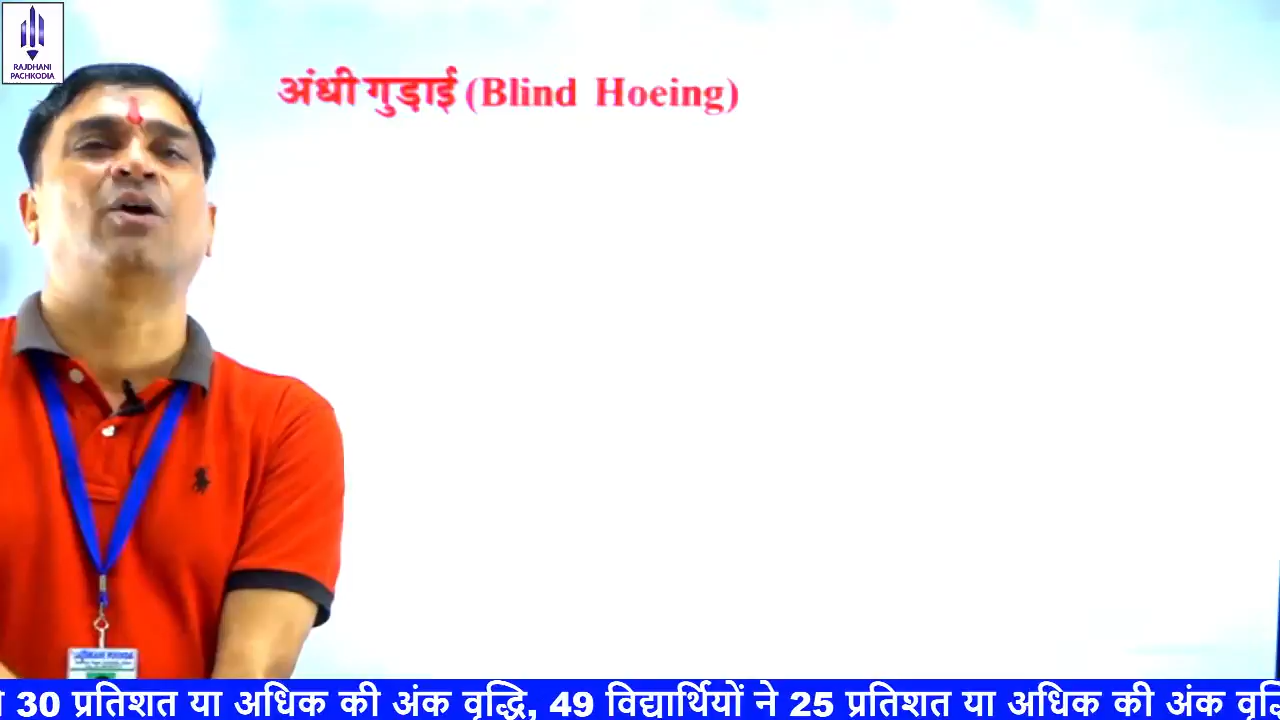 RAJDHANI
PACHKODIA
अंधी गुड़ाई (Blind Hoeing)
30 प्रतिशत या अधिक की अंक वृद्धि, 49 विद्यार्थियों ने 25 प्रतिशत या अधिक की अंक